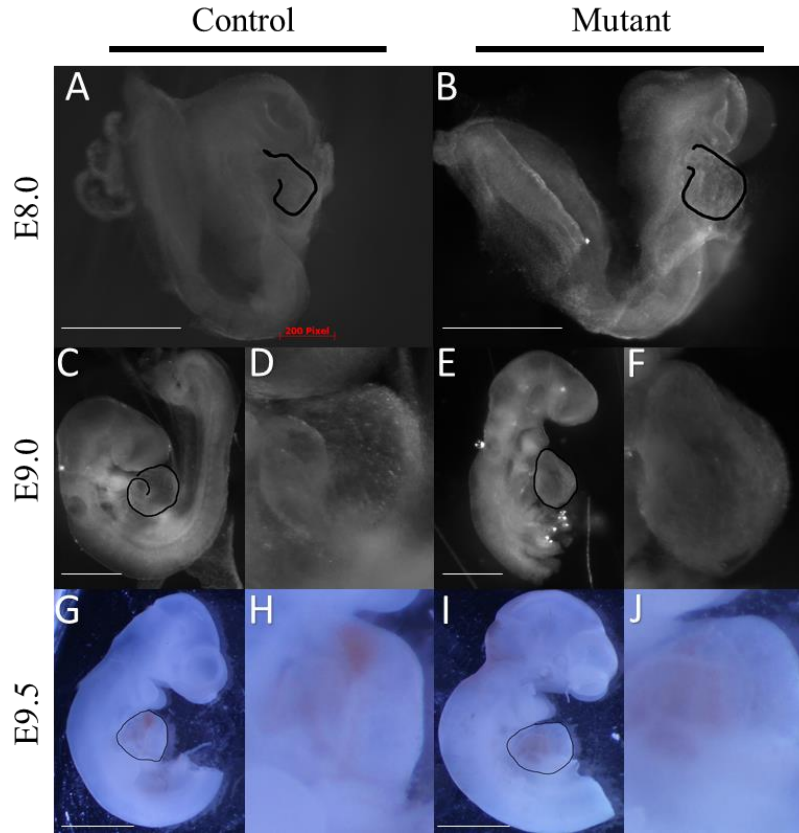 Control Mutant
E8.0
A B
200 Pixel
E9.0
C D E F
E9.5
G H I J